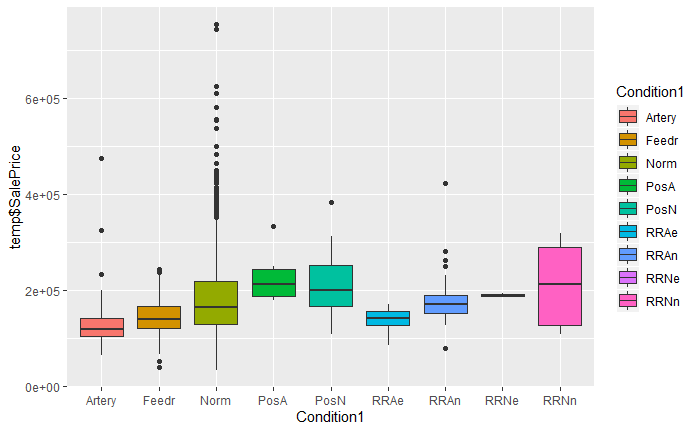 temp$SalePrice
6e+05
4e+05
2e+05
0e+00
Artery Feedr Norm PosA PosN RRAe RRAn RRNe RRNn
Condition1
Condition1
Artery
Feedr
Norm
PosA
PosN
RRAe
RRAn
RRNe
RRNn